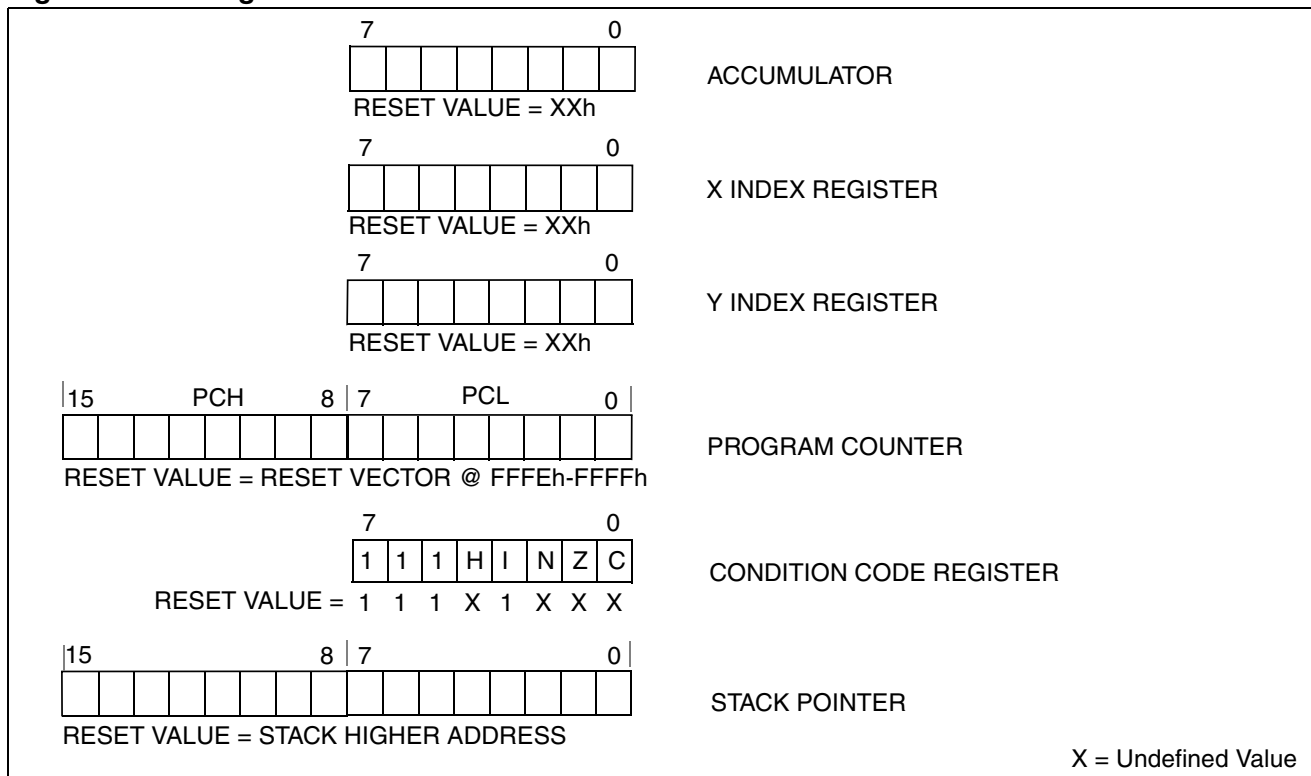 7 0
ACCUMULATOR
RESET VALUE = XXh
7 0
X INDEX REGISTER
RESET VALUE = XXh
7 0
Y INDEX REGISTER
RESET VALUE = XXh
15 PCH 8 7 PCL 0
PROGRAM COUNTER
RESET VALUE = RESET VECTOR @ FFFEh-FFFFh
7 0
1 1 1 H I N Z C
CONDITION CODE REGISTER
RESET VALUE = 1 1 1 X 1 X X X
15 8 7 0
STACK POINTER
RESET VALUE = STACK HIGHER ADDRESS
X = Undefined Value